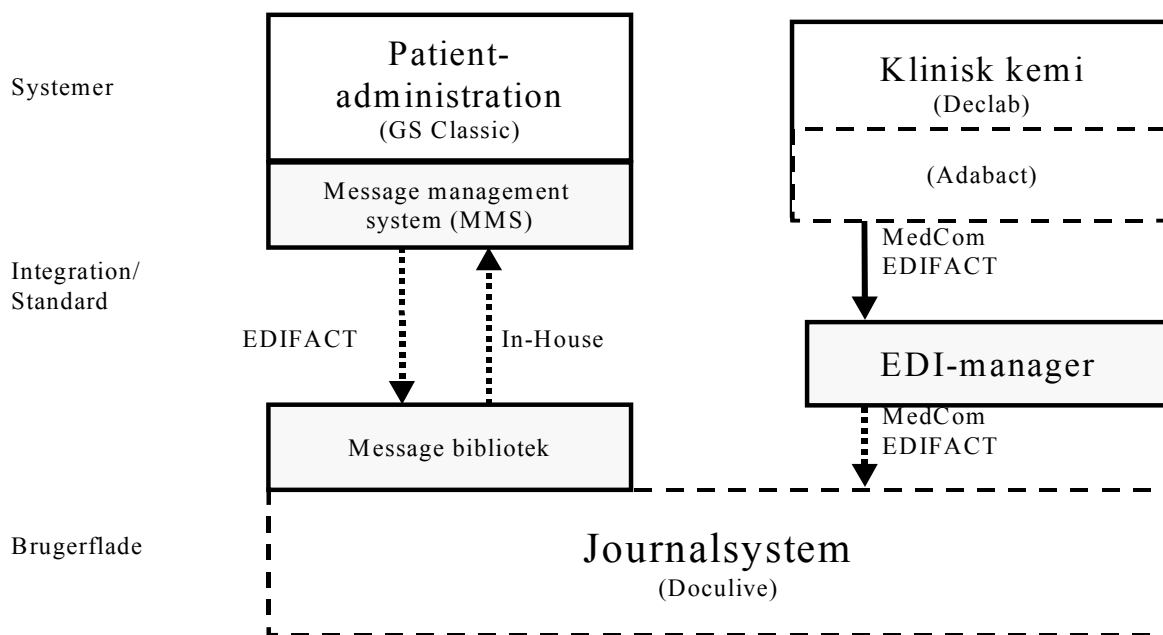 Systemer
Patient-
administration
(GS Classic)
Klinisk kemi
(Declab)
(Adabact)
Message management
system (MMS)
Integration/
Standard
EDIFACT
In-House
MedCom
EDIFACT
EDI-manager
MedCom
EDIFACT
Message bibliotek
Brugerflade
Journalsystem
(Doculive)